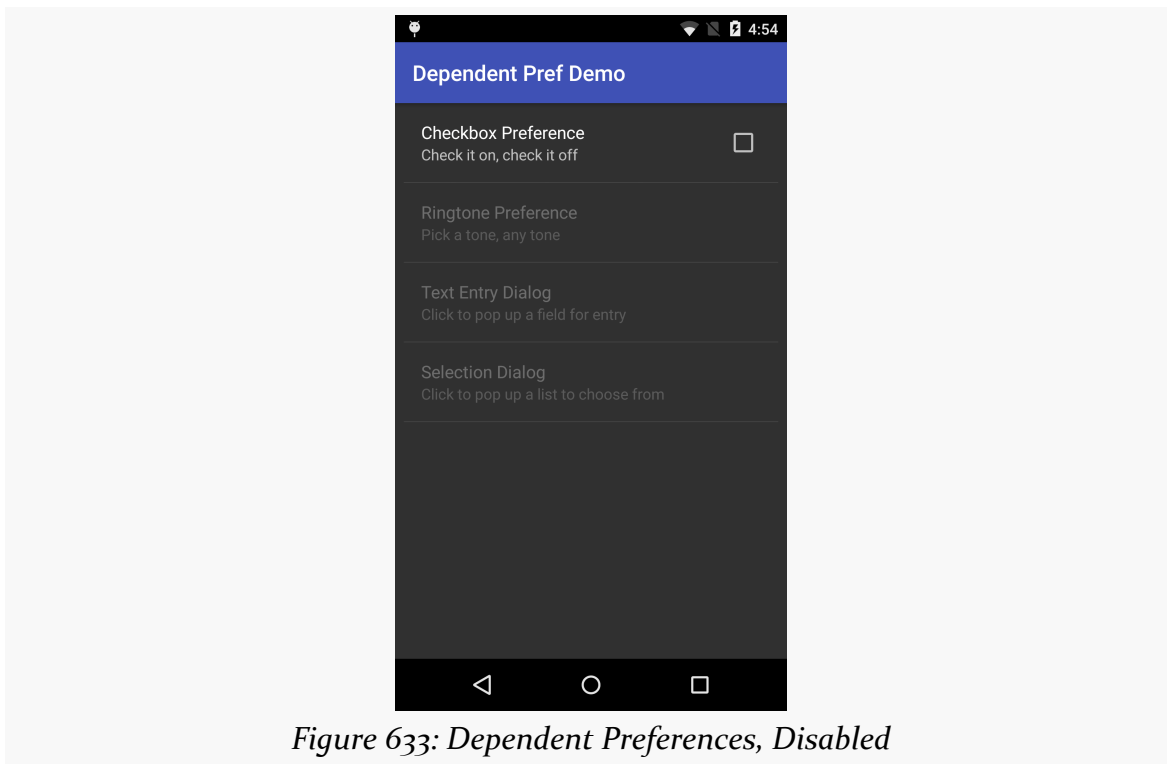 4:54
Dependent Pref Demo
Checkbox Preference
Check it on, check it off
Ringtone Preference
Pick a tone, any tone
Text Entry Dialog
Click to pop up a field for entry
Selection Dialog
Click to pop up a list to choose from
Figure 633: Dependent Preferences, Disabled